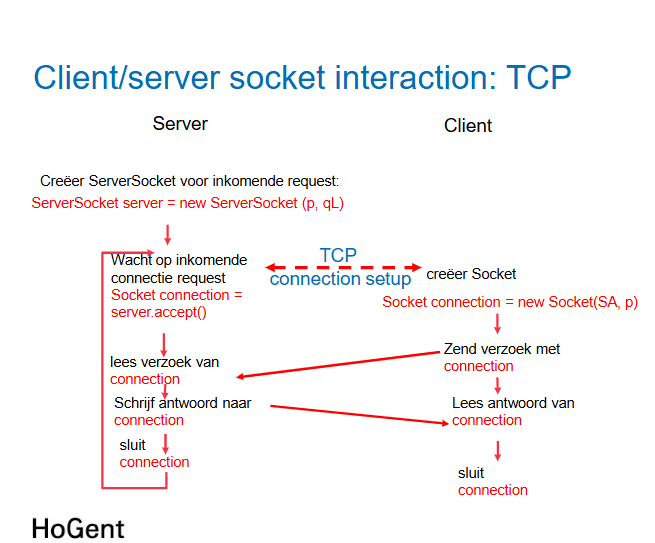 Client/server socket interaction: TCP
Server
Client
Creëer ServerSocket voor inkomende request:
ServerSocket server = new ServerSocket (p, qL)
Wacht op inkomende
connectie request
Socket connection =
server.accept()
TCP
connection setup
creëer Socket
Socket connection = new Socket(SA, p)
lees verzoek van
connection
Zend verzoek met
connection
Schrijf antwoord naar
connection
Lees antwoord van
connection
sluit
connection
sluit
connection
HoGent